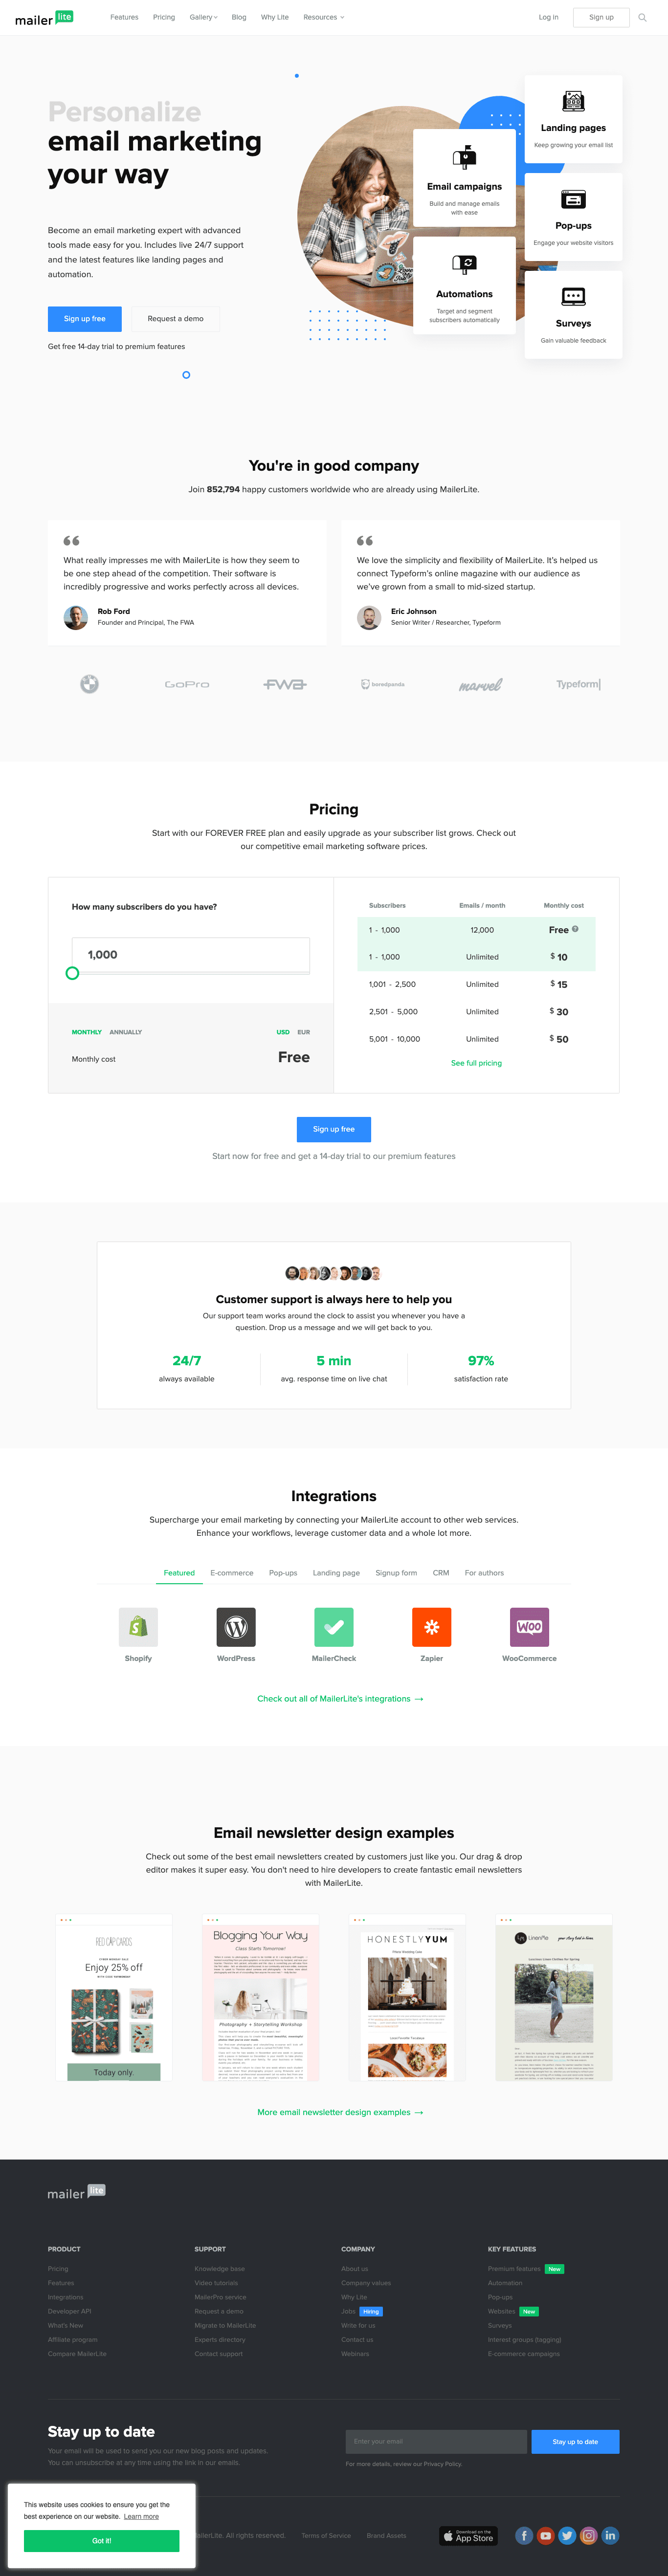 mailer lite
Features Pricing Gallery Blog Why Lite Resources Log in Sign up
Personalize
email marketing
your way
Become an email marketing expert with advanced
tools made easy for you. Includes live 24/7 support
and the latest features like landing pages and
automation.
Sign up free Request a demo
Get free 14-day trial to premium features
Email campaigns
Build and manage emails
with ease
Automations
Target and segment
subscribers automatically
Landing pages
Keep growing your email list
Pop-ups
Engage your website visitors
Surveys
Gain valuable feedback
You're in good company
Join 852,794 happy customers worldwide who are already using MailerLite.
What really impresses me with MailerLite is how they seem to
be one step ahead of the competition. Their software is
incredibly progressive and works perfectly across all devices.
Rob Ford
Founder and Principal, The FWA
We love the simplicity and flexibility of MailerLite. It's helped us
connect Typeform's online magazine with our audience as
we've grown from a small to mid-sized startup.
Eric Johnson
Senior Writer / Researcher, Typeform
GoPro FWA boredpanda marvel Typeform
Pricing
Start with our FOREVER FREE plan and easily upgrade as your subscriber list grows. Check out
our competitive email marketing software prices.
How many subscribers do you have?
1,000
MONTHLY ANNUALLY USD EUR
Monthly cost Free
Subscribers Emails / month Monthly cost
1 - 1,000 12,000 Free ?
1 - 1,000 Unlimited $ 10
1,001 - 2,500 Unlimited $ 15
2,501 - 5,000 Unlimited $ 30
5,001 - 10,000 Unlimited $ 50
See full pricing
Sign up free
Start now for free and get a 14-day trial to our premium features
Customer support is always here to help you
Our support team works around the clock to assist you whenever you have a
question. Drop us a message and we will get back to you.
24/7 5 min 97%
always available avg. response time on live chat satisfaction rate
Integrations
Supercharge your email marketing by connecting your MailerLite account to other web services.
Enhance your workflows, leverage customer data and a whole lot more.
Featured E-commerce Pop-ups Landing page Signup form CRM For authors
Shopify WordPress MailerCheck Zapier WooCommerce
Check out all of MailerLite's integrations →
Email newsletter design examples
Check out some of the best email newsletters created by customers just like you. Our drag & drop
editor makes it super easy. You don't need to hire developers to create fantastic email newsletters
with MailerLite.
RED CAP CARDS
CYBER MONDAY SALE
Enjoy 25% off
Today only.
Blogging Your Way
Class Starts Tomorrow!
Photography + Storytelling Workshop
HONESTLYYUM
LinenMe
More email newsletter design examples →
mailer lite
PRODUCT
Pricing
Features
Integrations
Developer API
What's New
Affiliate program
Compare MailerLite
SUPPORT
Knowledge base
Video tutorials
MailerPro service
Request a demo
Migrate to MailerLite
Experts directory
Contact support
COMPANY
About us
Company values
Why Lite
Jobs Hiring
Write for us
Contact us
Webinars
KEY FEATURES
Premium features New
Automation
Pop-ups
Websites New
Surveys
Interest groups (tagging)
E-commerce campaigns
Stay up to date
Your email will be used to send you our new blog posts and updates.
You can unsubscribe at any time using the link in our emails.
Enter your email Stay up to date
For more details, review our Privacy Policy.
This website uses cookies to ensure you get the
best experience on our website. Learn more
Got it!
MailerLite. All rights reserved. Terms of Service Brand Assets
Download on the
App Store